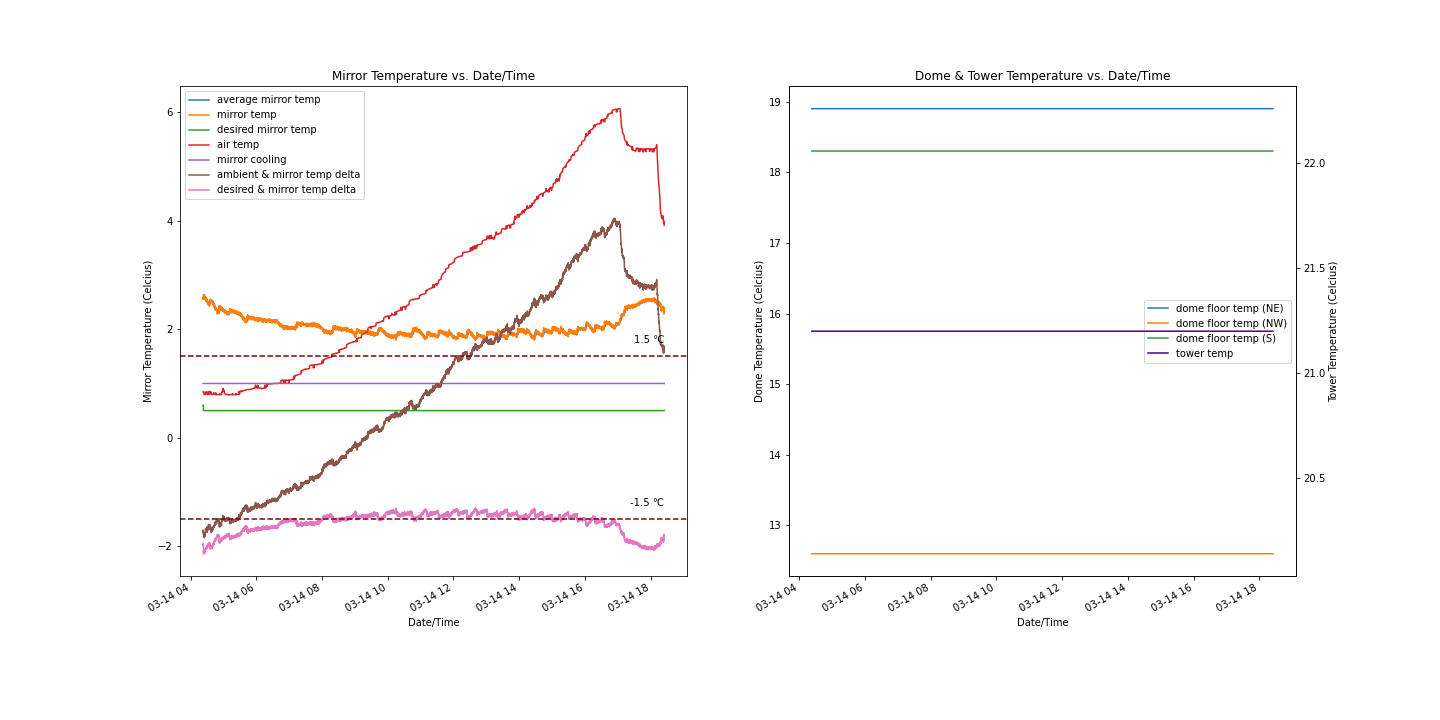 Mirror Temperature vs. Date/Time
Mirror Temperature (Celcius)
6
4
2
0
−2
average mirror temp
mirror temp
desired mirror temp
air temp
mirror cooling
ambient & mirror temp delta
desired & mirror temp delta
1.5 °C
-1.5 °C
03-14 04
03-14 06
03-14 08
03-14 10
03-14 12
03-14 14
03-14 16
03-14 18
Date/Time
Dome & Tower Temperature vs. Date/Time
Dome Temperature (Celcius)
19
18
17
16
15
14
13
dome floor temp (NE)
dome floor temp (NW)
dome floor temp (S)
tower temp
22.0
21.5
21.0
20.5
Tower Temperature (Celcius)
03-14 04
03-14 06
03-14 08
03-14 10
03-14 12
03-14 14
03-14 16
03-14 18
Date/Time